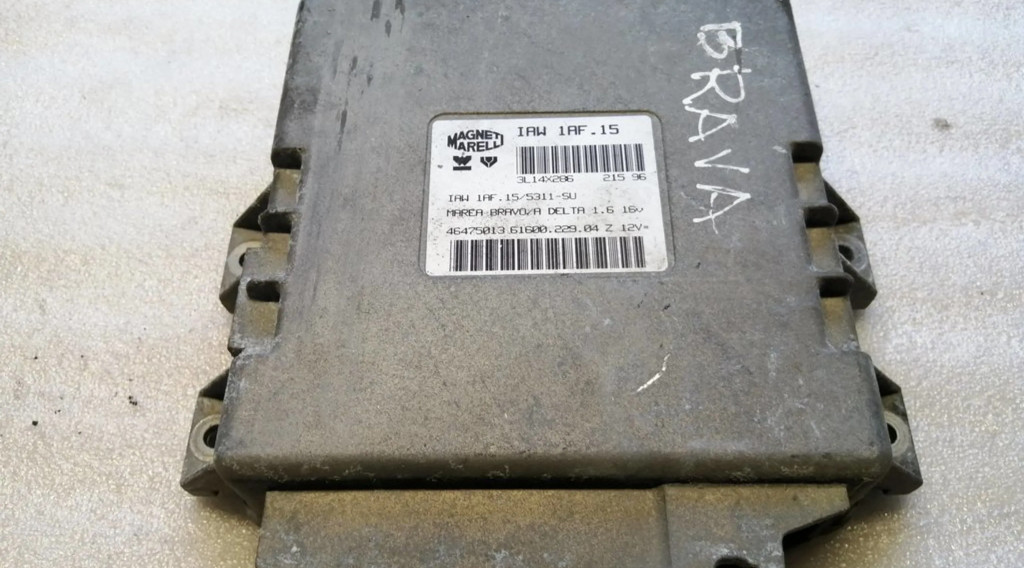 MAGNETI
MARELLI
IAW 1AF.15
3L14X286 215 96
IAW 1AF.15/5311-SU
MAREA BRAVO/A DELTA 1.6 16v
46475013 61600.229.04 Z 12V=
BRAVA